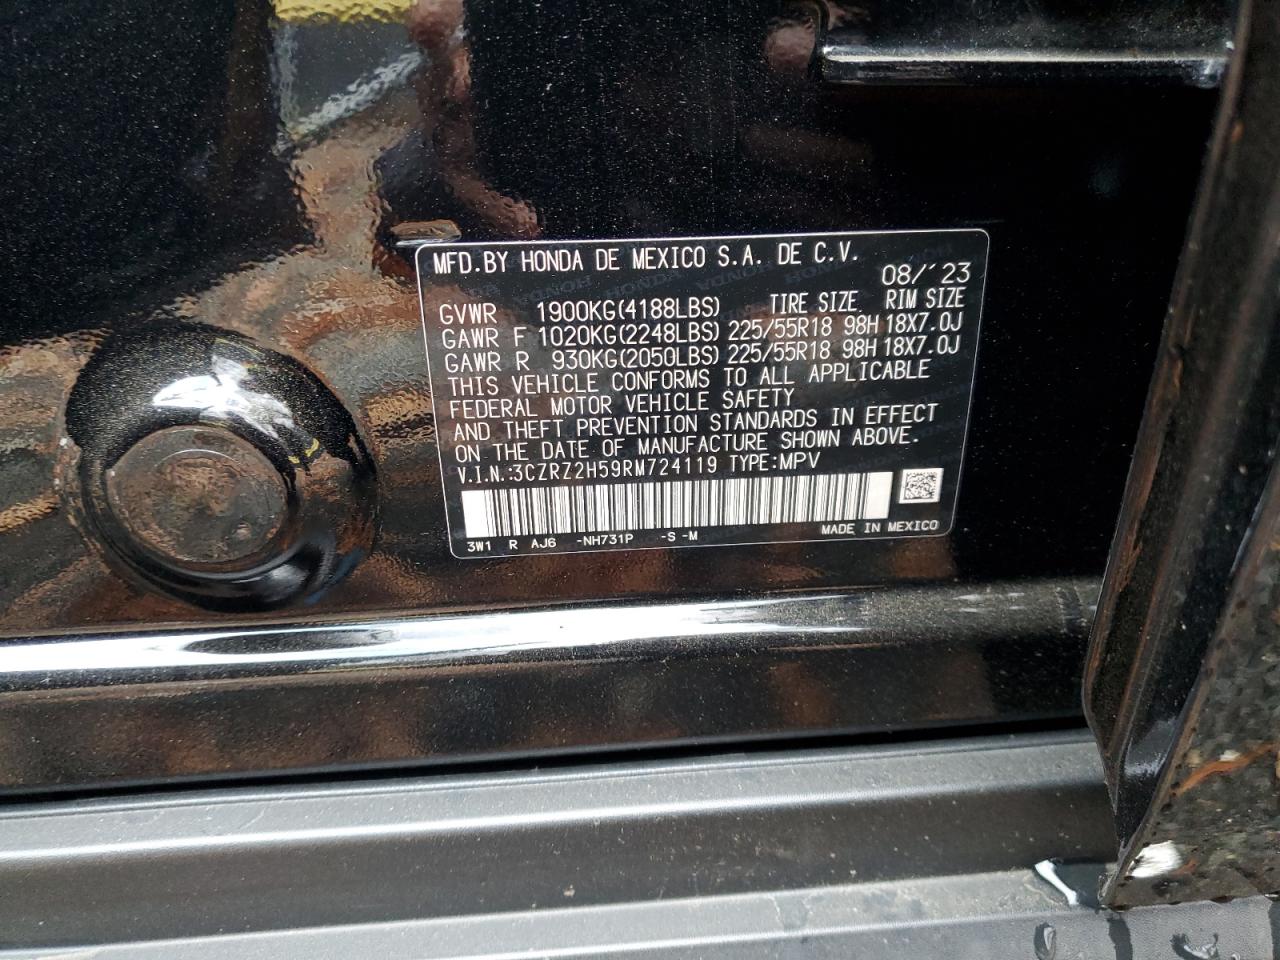 MFD.BY HONDA DE MEXICO S.A. DE C.V.
08/'23
GVWR 1900KG(4188LBS) TIRE SIZE RIM SIZE
GAWR F 1020KG(2248LBS) 225/55R18 98H 18X7.0J
GAWR R 930KG(2050LBS) 225/55R18 98H 18X7.0J
THIS VEHICLE CONFORMS TO ALL APPLICABLE
FEDERAL MOTOR VEHICLE SAFETY
AND THEFT PREVENTION STANDARDS IN EFFECT
ON THE DATE OF MANUFACTURE SHOWN ABOVE.
V.I.N.:3CZRZ2H59RM724119 TYPE:MPV
3W1 R AJ6 -NH731P -S -M MADE IN MEXICO